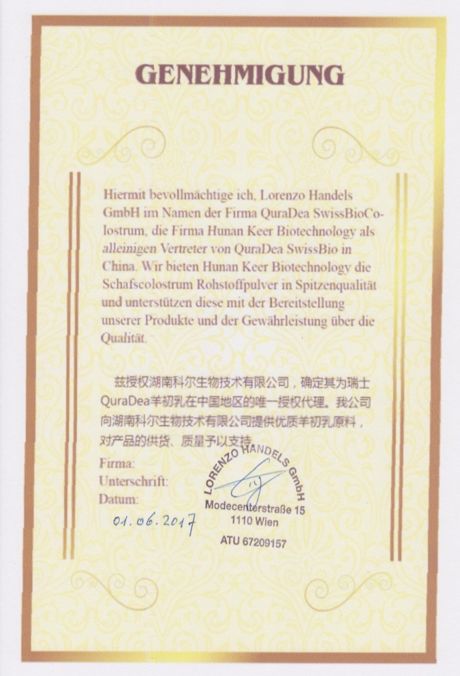 GENEHMIGUNG
Hiermit bevollmächtige ich, Lorenzo Handels
GmbH im Namen der Firma QuraDea SwissBioCo-
lostrum, die Firma Hunan Keer Biotechnology als
alleinigen Vertreter von QuraDea SwissBio in
China. Wir bieten Hunan Keer Biotechnology die
Schafscolostrum Rohstoffpulver in Spitzenqualität
und unterstützen diese mit der Bereitstellung
unserer Produkte und der Gewährleistung über die
Qualität.
兹授权湖南科尔生物技术有限公司，确定其为瑞士
QuraDea羊初乳在中国地区的唯一授权代理。我公司
向湖南科尔生物技术有限公司提供优质羊初乳原料，
对产品的供货、质量予以支持。
Firma:
Unterschrift:
Datum:
01.06.2017
LORENZO HANDELS GmbH
Modecenterstraße 15
1110 Wien
ATU 67209157